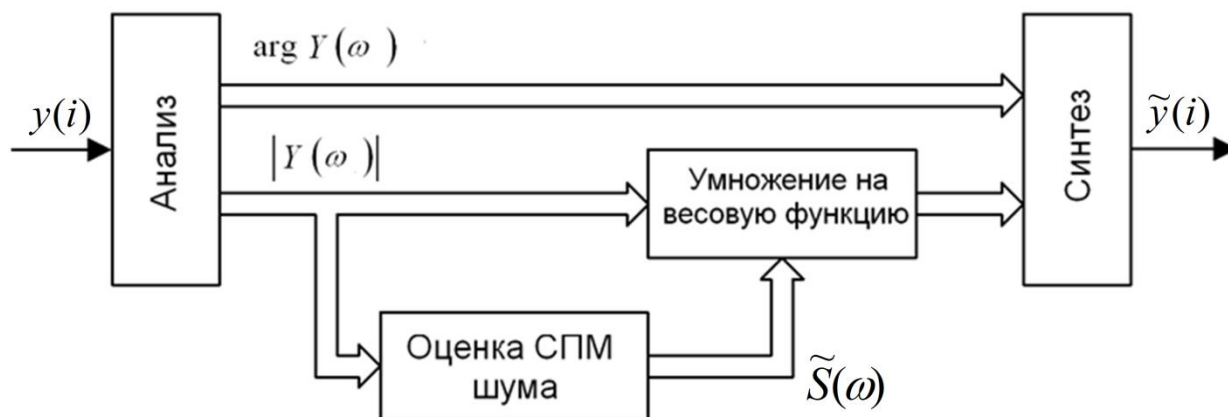 arg Y(ω)
y(i)
Анализ
|Y(ω)|
Умножение на
весовую функцию
Синтез
ỹ(i)
Оценка СПМ
шума
S̃(ω)